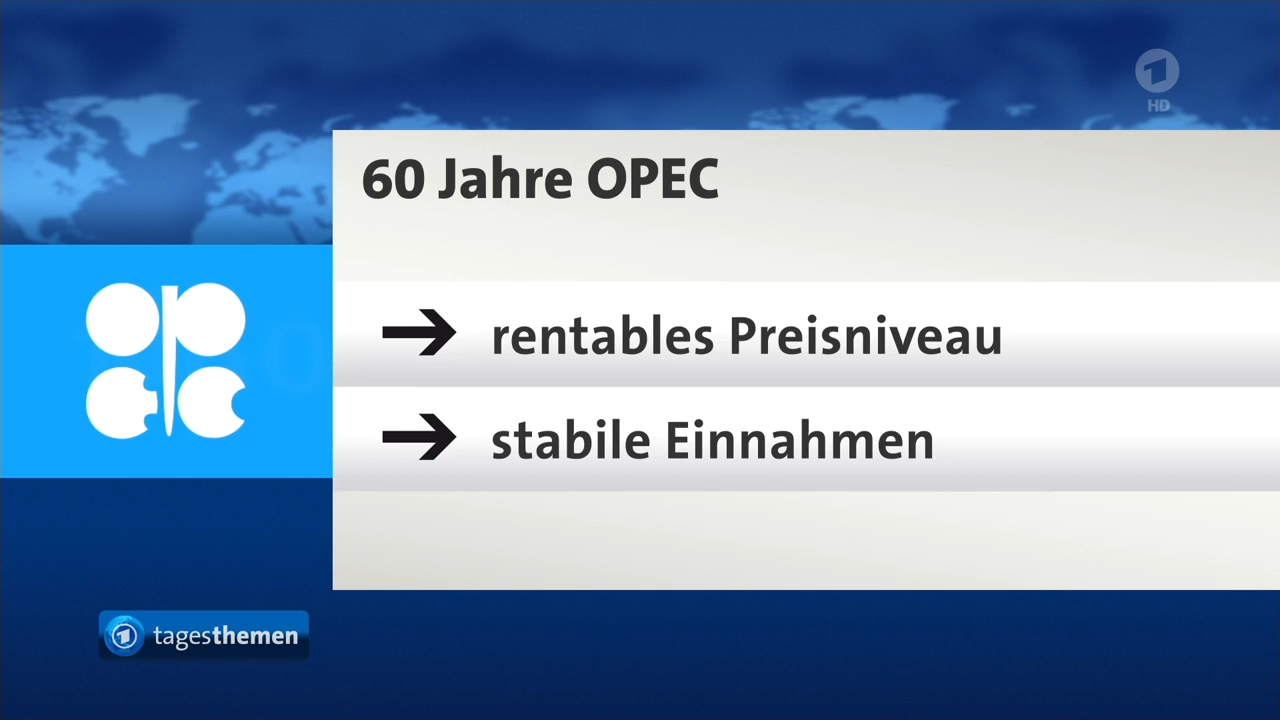 HD
60 Jahre OPEC
→ rentables Preisniveau
→ stabile Einnahmen
tagesthemen